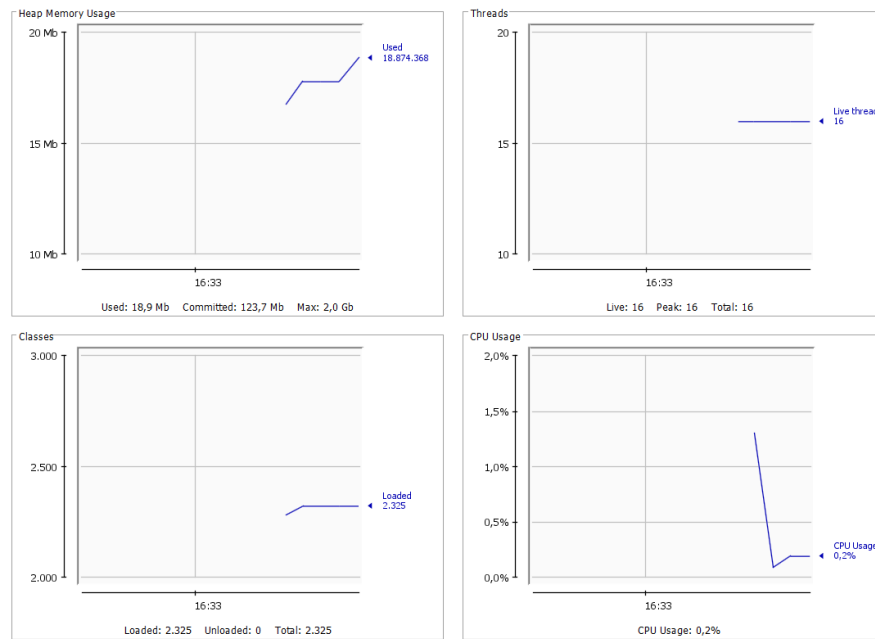 Heap Memory Usage
20 Mb
15 Mb
10 Mb
16:33
Used
18.874.368
Used: 18,9 Mb Committed: 123,7 Mb Max: 2,0 Gb
Threads
20
15
10
16:33
Live thread
16
Live: 16 Peak: 16 Total: 16
Classes
3.000
2.500
2.000
16:33
Loaded
2.325
Loaded: 2.325 Unloaded: 0 Total: 2.325
CPU Usage
2,0%
1,5%
1,0%
0,5%
0,0%
16:33
CPU Usage
0,2%
CPU Usage: 0,2%